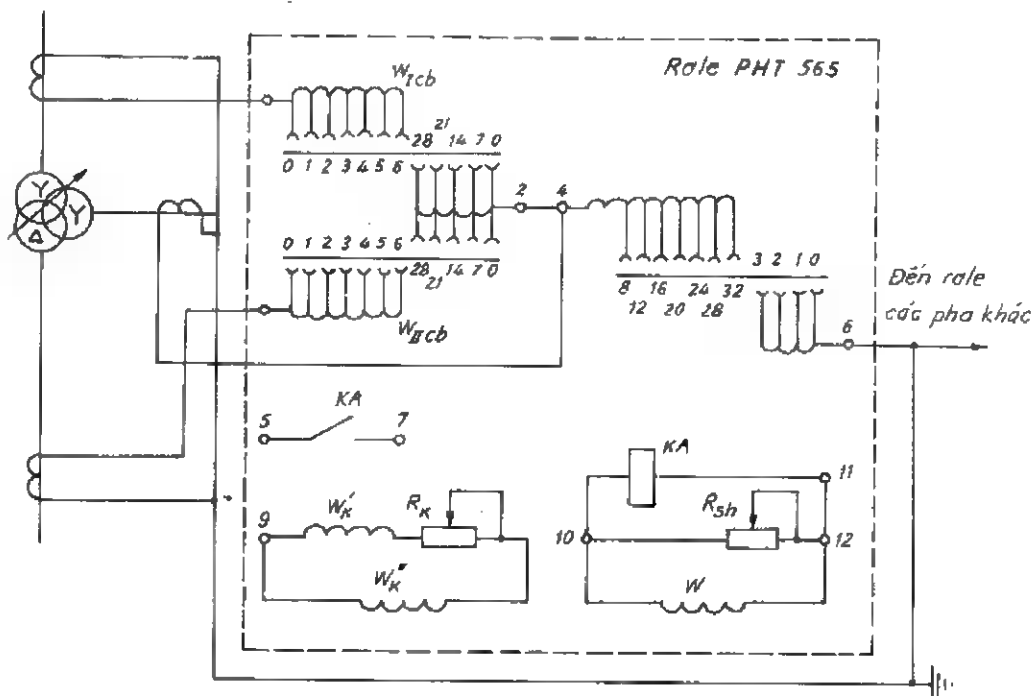 Rơle PHT 565
W_Icb
28 21 14 7 0
0 1 2 3 4 5 6
Y
Y
Δ
2 4
0 1 2 3 4 5 6
28 21 14 7 0
W_IIcb
3 2 1 0
8 16 24 32
12 20 28
6
Đến rơle
các pha khác
KA
5 7
KA
11
9
W'_K
R_K
R_sh
10
12
W''_K
W